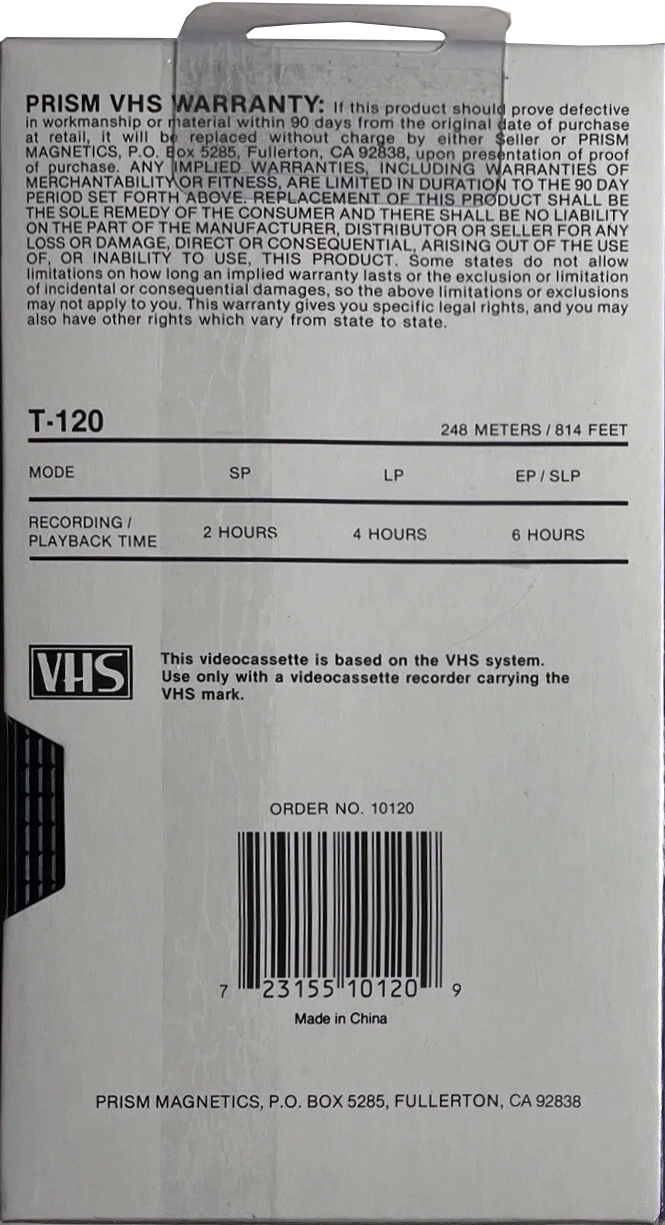 PRISM VHS WARRANTY: If this product should prove defective
in workmanship or material within 90 days from the original date of purchase
at retail, it will be replaced without charge by either Seller or PRISM
MAGNETICS, P.O. Box 5285, Fullerton, CA 92838, upon presentation of proof
of purchase. ANY IMPLIED WARRANTIES, INCLUDING WARRANTIES OF
MERCHANTABILITY OR FITNESS, ARE LIMITED IN DURATION TO THE 90 DAY
PERIOD SET FORTH ABOVE. REPLACEMENT OF THIS PRODUCT SHALL BE
THE SOLE REMEDY OF THE CONSUMER AND THERE SHALL BE NO LIABILITY
ON THE PART OF THE MANUFACTURER, DISTRIBUTOR OR SELLER FOR ANY
LOSS OR DAMAGE, DIRECT OR CONSEQUENTIAL, ARISING OUT OF THE USE
OF, OR INABILITY TO USE, THIS PRODUCT. Some states do not allow
limitations on how long an implied warranty lasts or the exclusion or limitation
of incidental or consequential damages, so the above limitations or exclusions
may not apply to you. This warranty gives you specific legal rights, and you may
also have other rights which vary from state to state.
T-120 248 METERS / 814 FEET
MODE SP LP EP / SLP
RECORDING /
PLAYBACK TIME 2 HOURS 4 HOURS 6 HOURS
VHS
This videocassette is based on the VHS system.
Use only with a videocassette recorder carrying the
VHS mark.
ORDER NO. 10120
7 23155 10120 9
Made in China
PRISM MAGNETICS, P.O. BOX 5285, FULLERTON, CA 92838